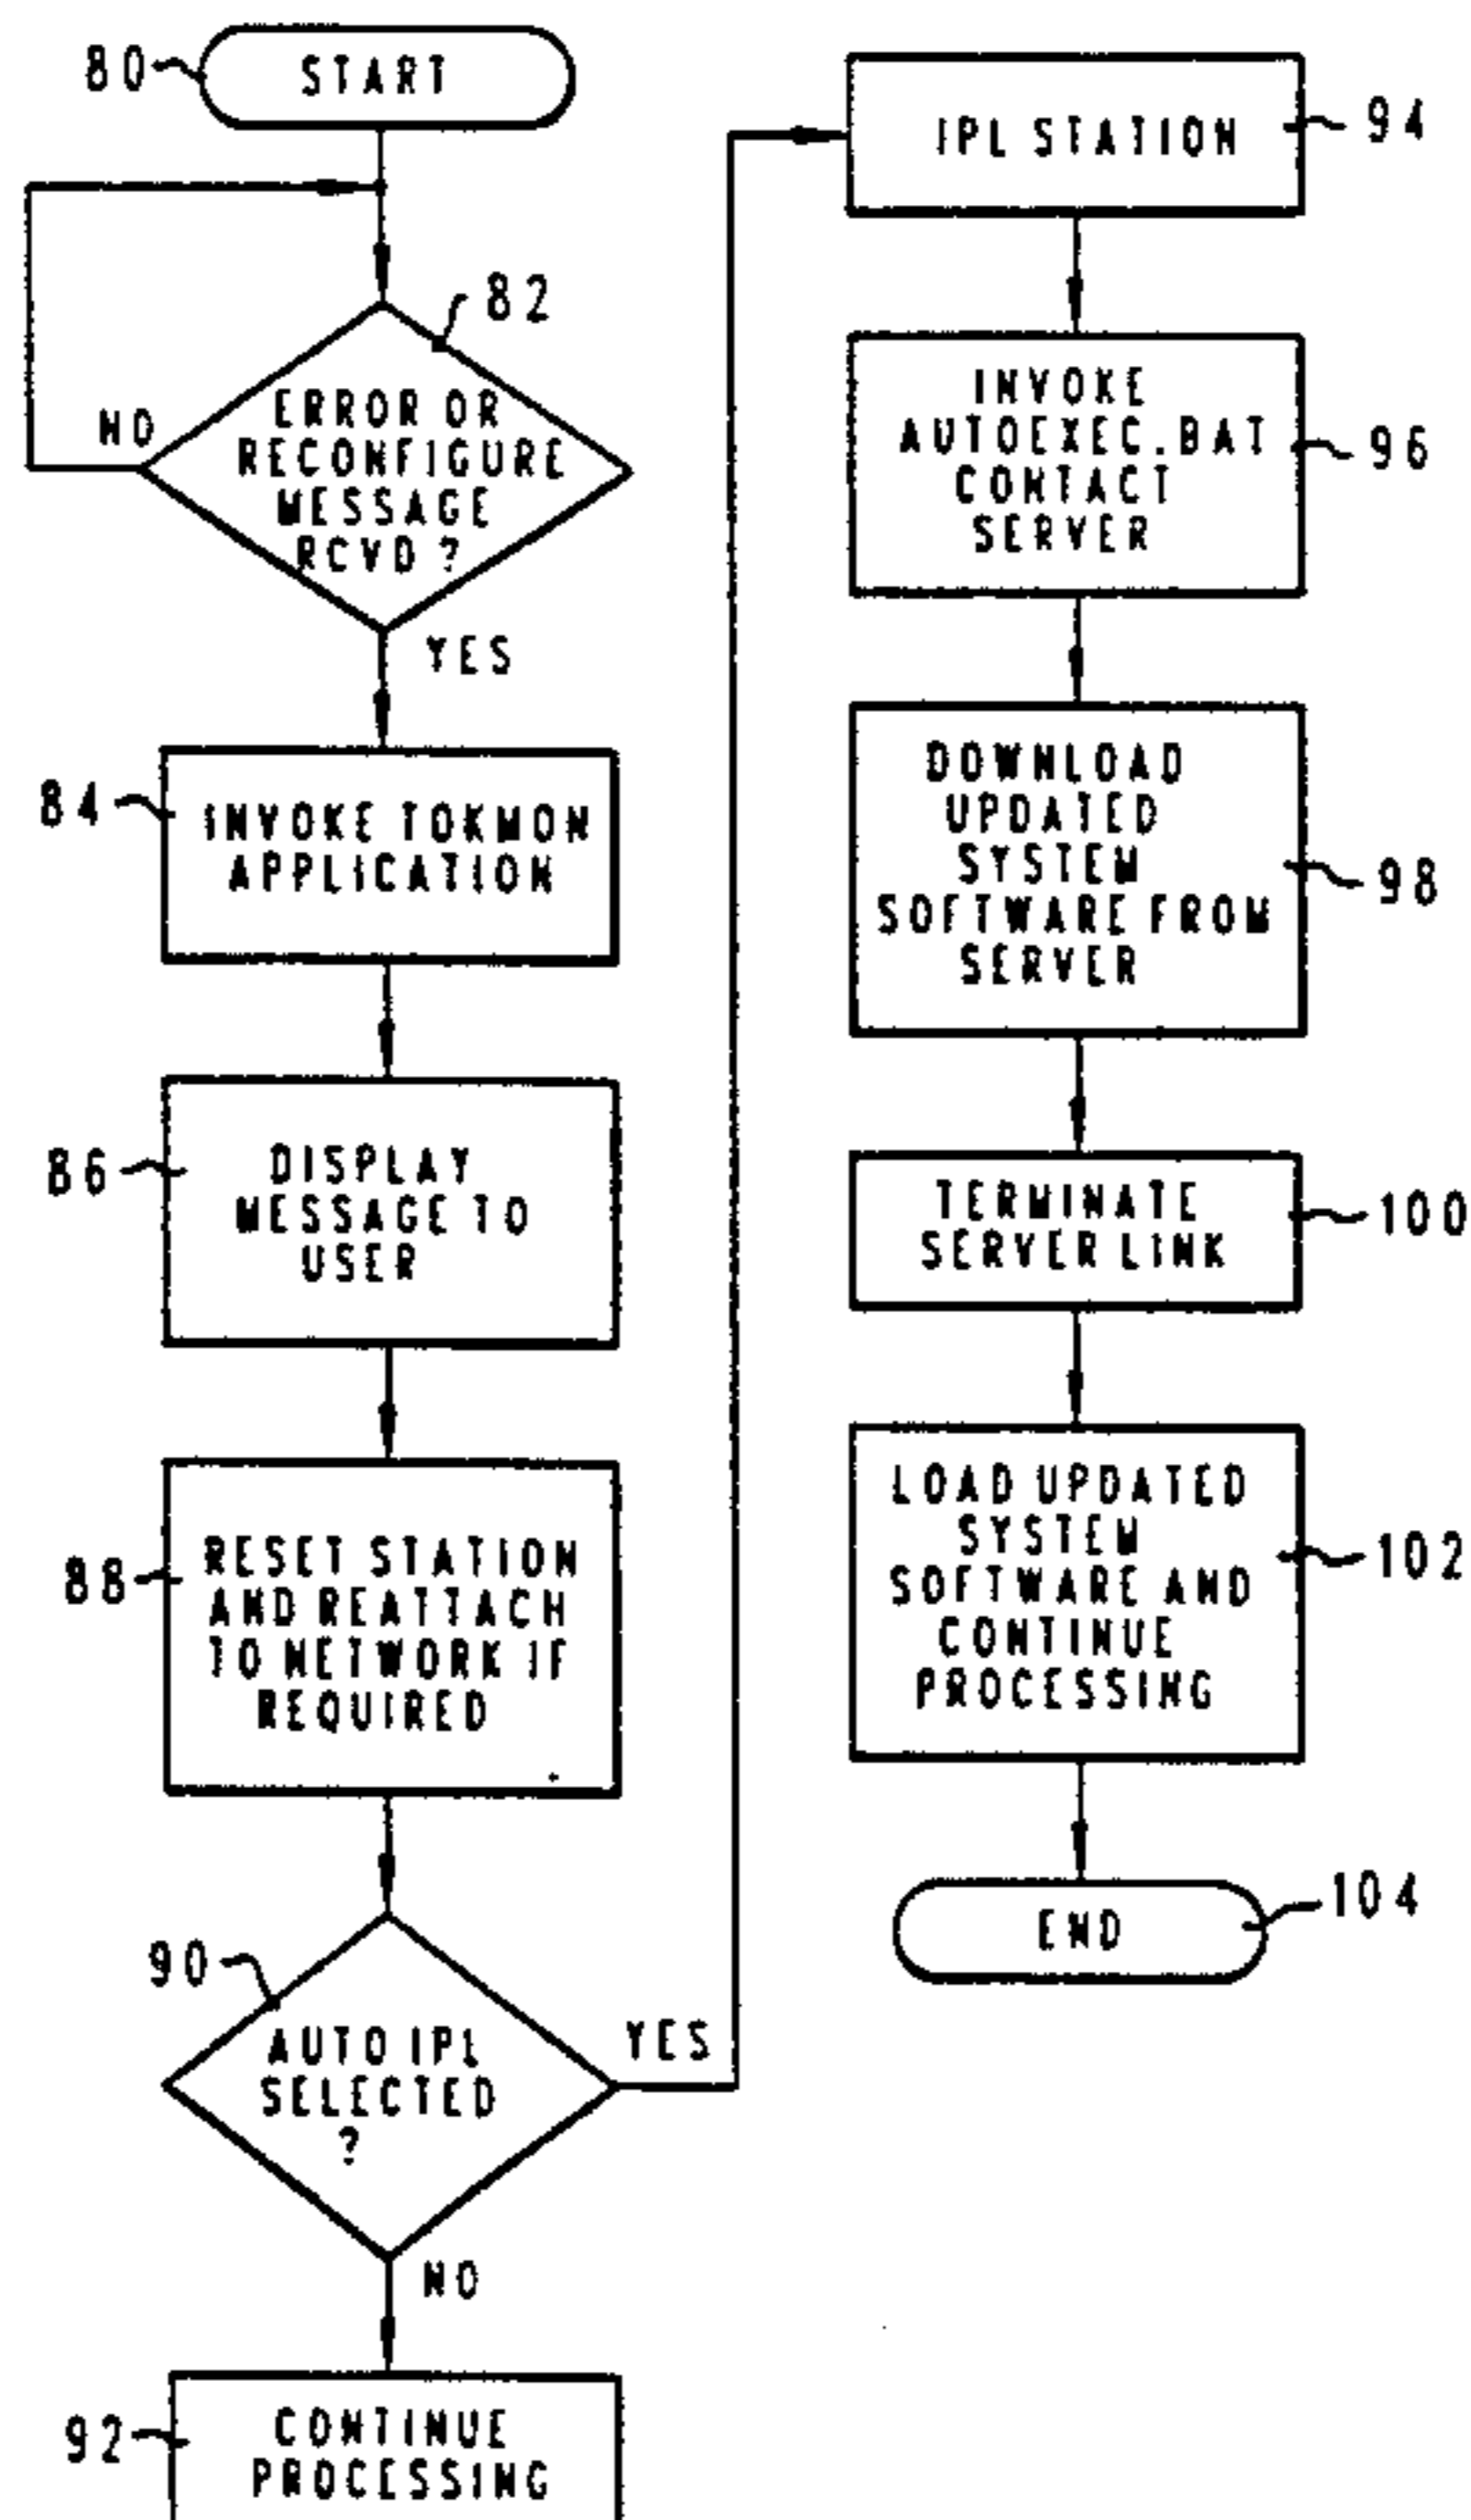 80
START
82
NO
ERROR OR
RECONFIGURE
MESSAGE
RCVD ?
YES
84
INVOKE TOKMON
APPLICATION
86
DISPLAY
MESSAGE TO
USER
88
RESET STATION
AND REATTACH
TO NETWORK IF
REQUIRED
90
AUTO IPL
SELECTED
?
YES
NO
92
CONTINUE
PROCESSING
IPL STATION
94
INVOKE
AUTOEXEC.BAT
CONTACT
SERVER
96
DOWNLOAD
UPDATED
SYSTEM
SOFTWARE FROM
SERVER
98
TERMINATE
SERVER LINK
100
LOAD UPDATED
SYSTEM
SOFTWARE AND
CONTINUE
PROCESSING
102
END
104